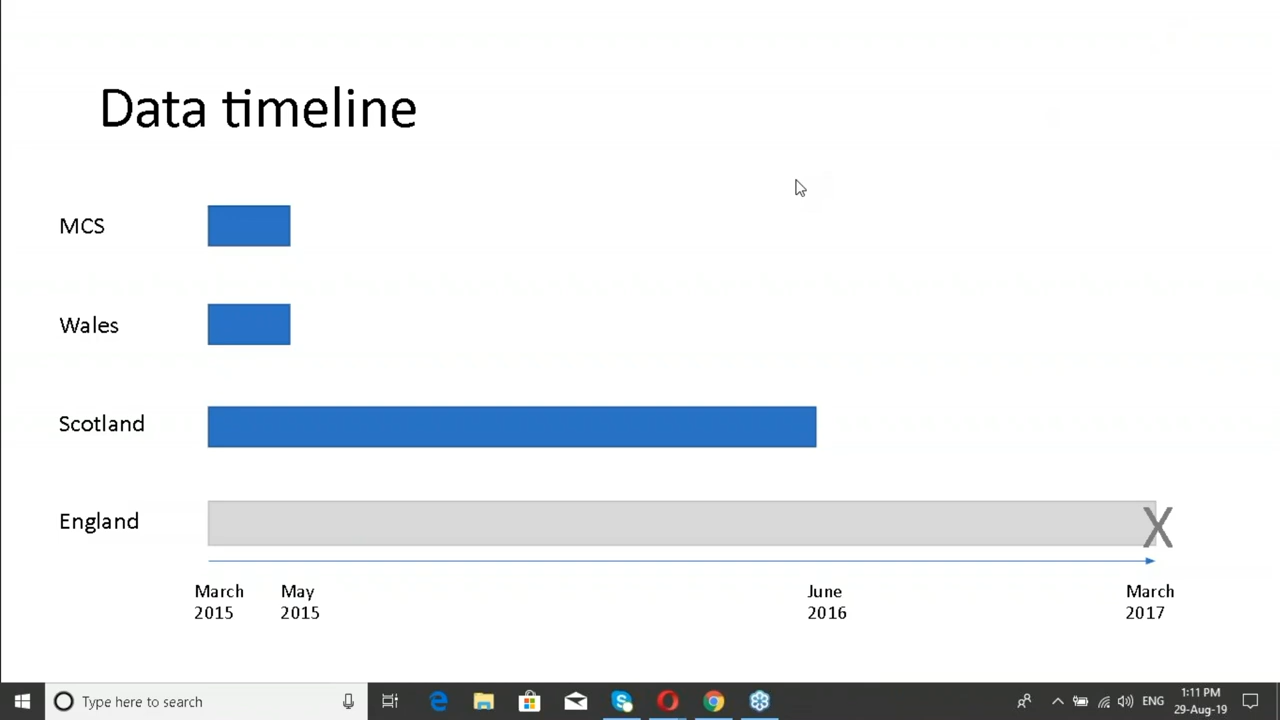 Data timeline
MCS
Wales
Scotland
England
X
March 2015
May 2015
June 2016
March 2017
Type here to search
ENG
1:11 PM
29-Aug-19